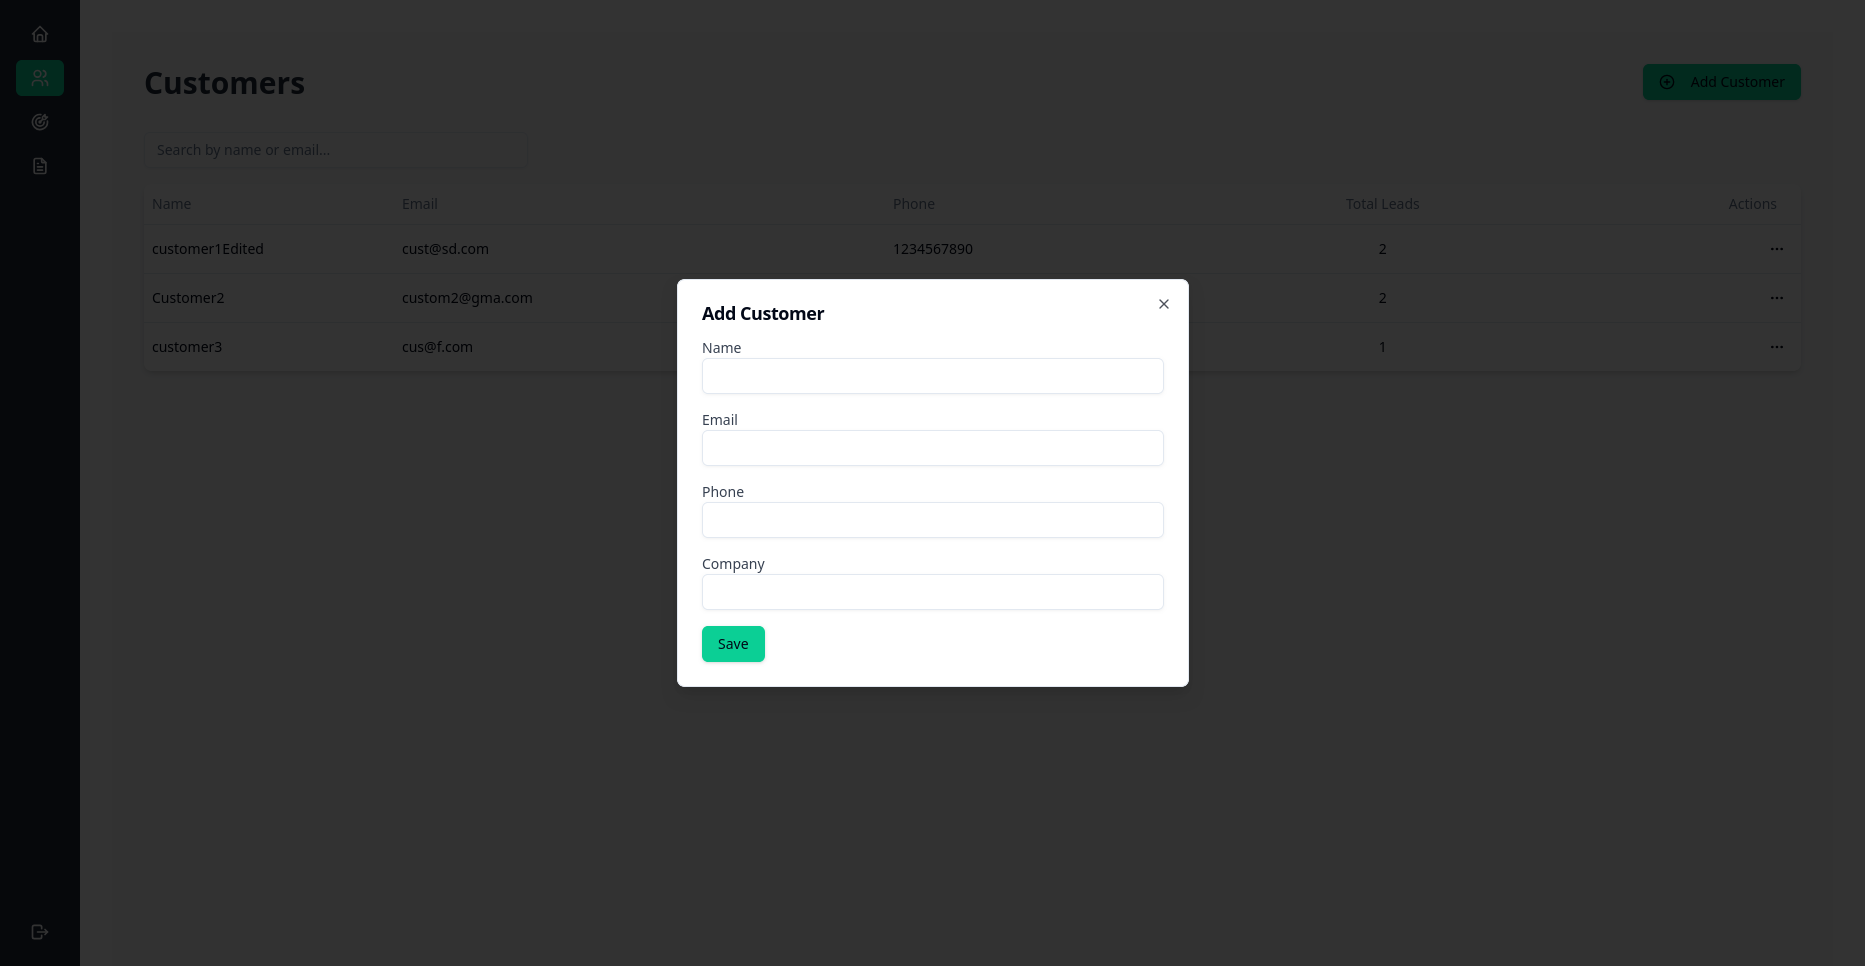 Customers
Add Customer
Search by name or email...
Name Email Phone Total Leads Actions
customer1Edited cust@sd.com 1234567890 2
Customer2 custom2@gma.com 2
customer3 cus@f.com 1
Add Customer
Name
Email
Phone
Company
Save